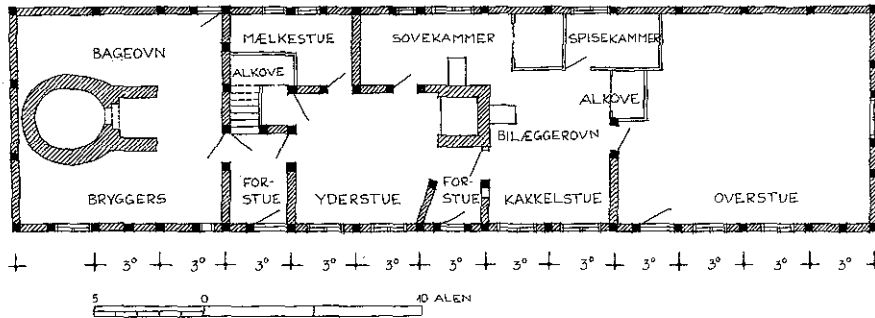 MÆLKESTUE
SOVEKAMMER
SPISEKAMMER
BAGEOVN
ALKOVE
ALKOVE
BILÆGGEROVN
BRYGGERS
FOR-
STUE
YDERSTUE
FOR-
STUE
KAKKELSTUE
OVERSTUE
3° 3° 3° 3° 3° 3° 3° 3° 3° 3° 3° 3°
5 0 10 ALEN